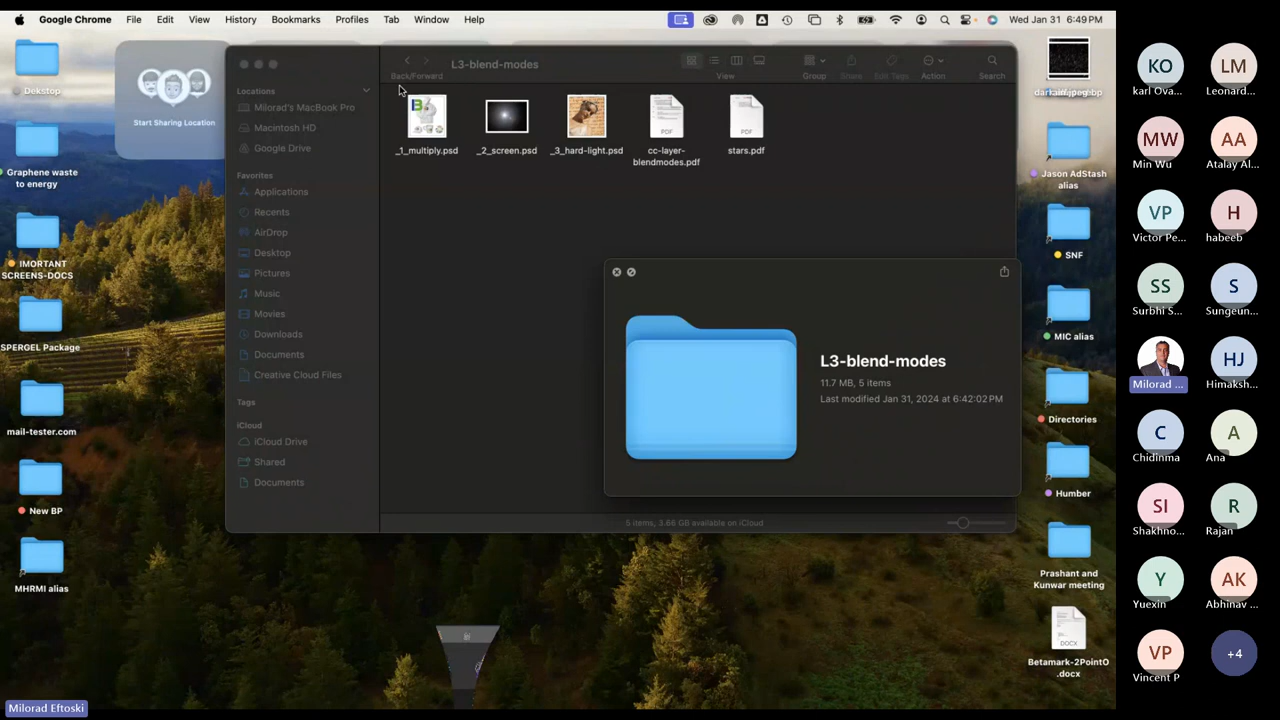 Google Chrome File Edit View History Bookmarks Profiles Tab Window Help Wed Jan 31 6:49 PM
Dekstop
Graphene waste
to energy
IMORTANT
SCREENS-DOCS
SPERGEL Package
mail-tester.com
New BP
MHRMI alias
Start Sharing Location
Locations
Milorad's MacBook Pro
Macintosh HD
Google Drive
Favorites
Applications
Recents
AirDrop
Desktop
Pictures
Music
Movies
Downloads
Documents
Creative Cloud Files
Tags
iCloud
iCloud Drive
Shared
Documents
L3-blend-modes
Back/Forward
View
Group
Share
Edit Tags
Action
Search
_1_multiply.psd
_2_screen.psd
_3_hard-light.psd
PDF
cc-layer-
blendmodes.pdf
PDF
stars.pdf
L3-blend-modes
11.7 MB, 5 items
Last modified Jan 31, 2024 at 6:42:02 PM
5 items, 3.66 GB available on iCloud
Jason AdStash
alias
SNF
MIC alias
Directories
Humber
Prashant and
Kunwar meeting
DOCX
Betamark-2PointO
.docx
KO
karl Ova...
LM
Leonard...
MW
Min Wu
AA
Atalay Al...
VP
Victor Pe...
H
habeeb
SS
Surbhi S...
S
Sungeun...
Milorad ...
HJ
Himaksh...
C
Chidinma
A
Ana
SI
Shakhno...
R
Rajan
Y
Yuexin
AK
Abhinav ...
VP
Vincent P
+4
Milorad Eftoski